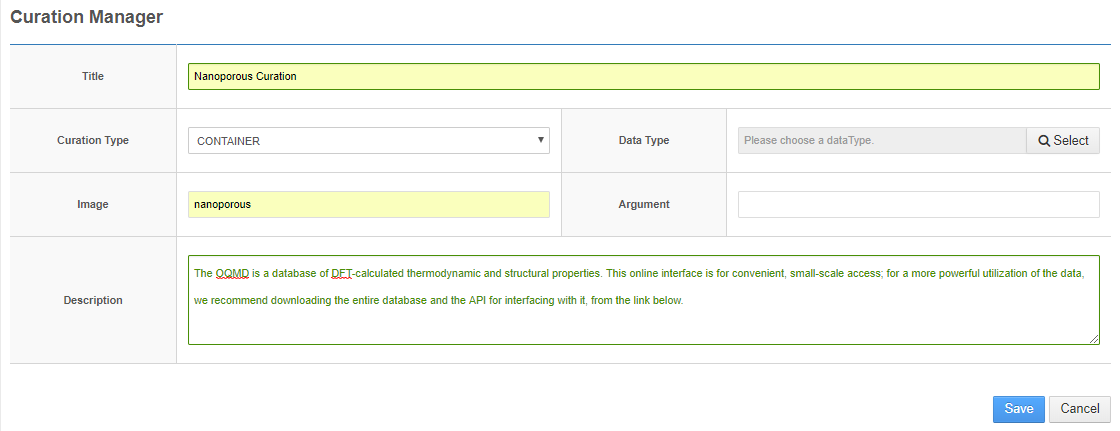 Curation Manager
Title
Nanoporous Curation
Curation Type
CONTAINER
Data Type
Please choose a dataType.
Select
Image
nanoporous
Argument
Description
The OQMD is a database of DFT-calculated thermodynamic and structural properties. This online interface is for convenient, small-scale access; for a more powerful utilization of the data,
we recommend downloading the entire database and the API for interfacing with it, from the link below.
Save
Cancel